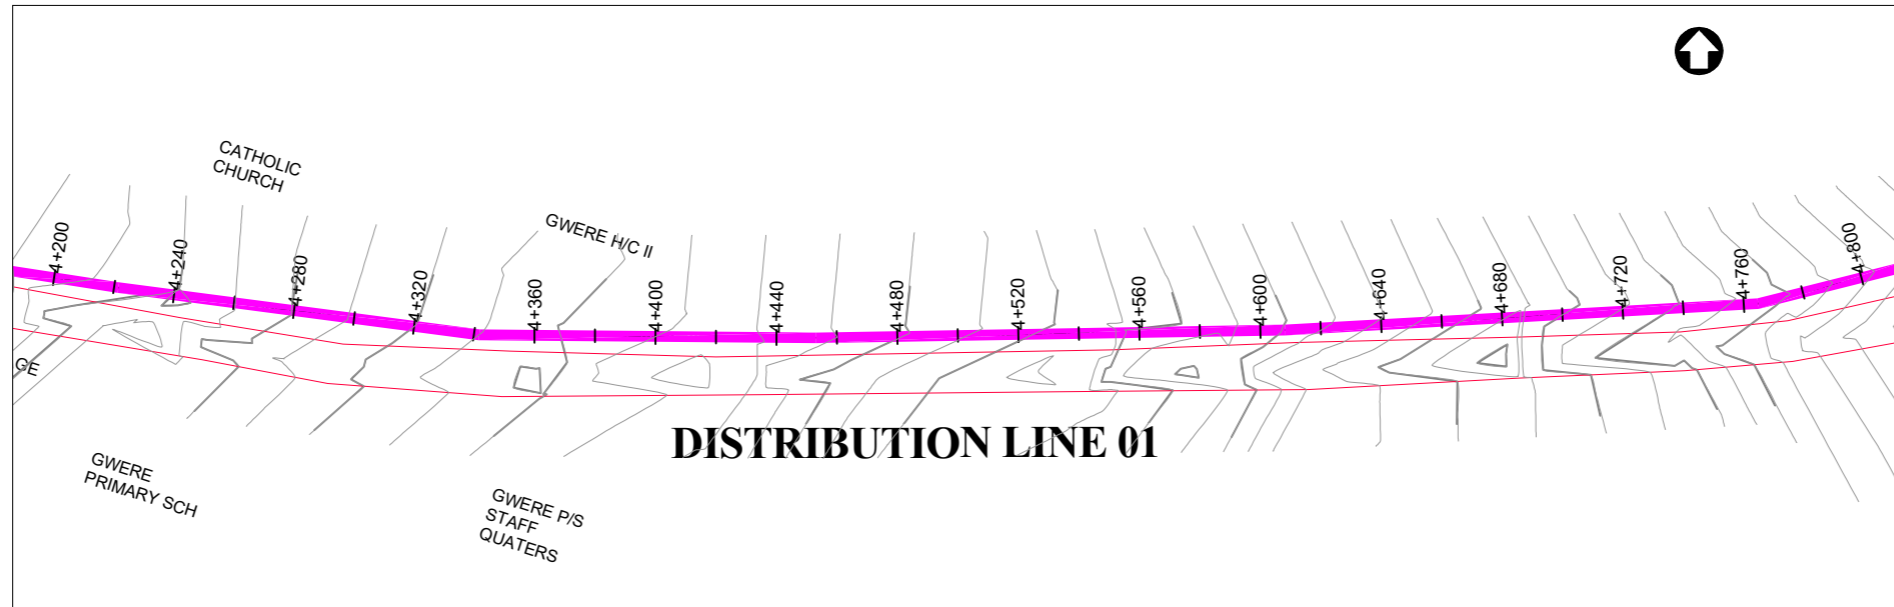 CATHOLIC
CHURCH
GWERE H/C II
4+200
4+240
4+280
4+320
4+360
4+400
4+440
4+480
4+520
4+560
4+600
4+640
4+680
4+720
4+760
4+800
GE
DISTRIBUTION LINE 01
GWERE
PRIMARY SCH
GWERE P/S
STAFF
QUATERS